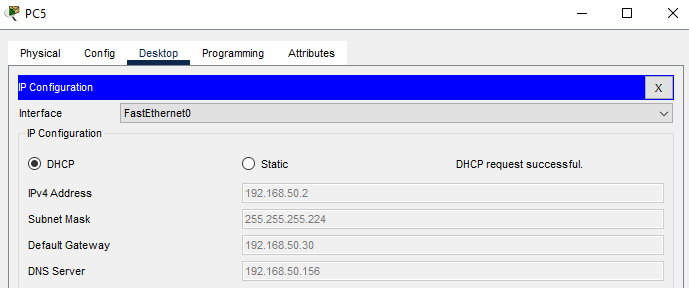 PC5
Physical Config Desktop Programming Attributes
IP Configuration X
Interface FastEthernet0
IP Configuration
DHCP Static DHCP request successful.
IPv4 Address 192.168.50.2
Subnet Mask 255.255.255.224
Default Gateway 192.168.50.30
DNS Server 192.168.50.156